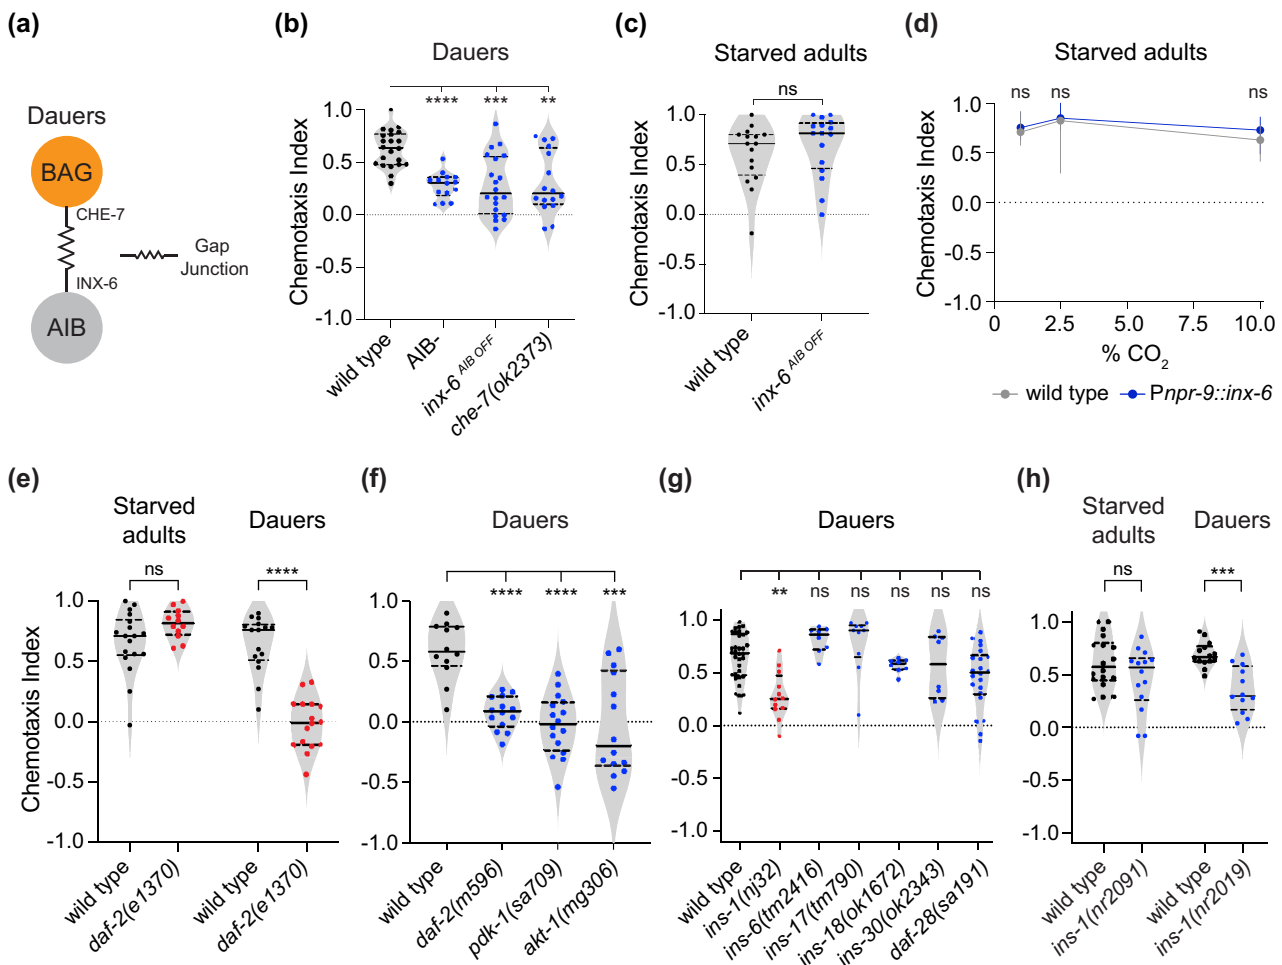 (a)
Dauers
BAG
CHE-7
Gap
Junction
INX-6
AIB
(b)
Dauers
**** *** **
Chemotaxis Index
1.0
0.5
0.0
-0.5
-1.0
wild type
AIB-
inx-6 AIB OFF
che-7(ok2373)
(c)
Starved adults
ns
Chemotaxis Index
1.0
0.5
0.0
-0.5
-1.0
wild type
inx-6 AIB OFF
(d)
Starved adults
ns ns ns
Chemotaxis Index
1.0
0.5
0.0
-0.5
-1.0
0 2.5 5.0 7.5 10.0
% CO2
wild type Pnpr-9::inx-6
(e)
Starved
adults
Dauers
ns ****
Chemotaxis Index
1.0
0.5
0.0
-0.5
-1.0
wild type
daf-2(e1370)
wild type
daf-2(e1370)
(f)
Dauers
**** **** ***
1.0
0.5
0.0
-0.5
-1.0
wild type
daf-2(m596)
pdk-1(sa709)
akt-1(mg306)
(g)
Dauers
** ns ns ns ns ns
1.0
0.5
0.0
-0.5
-1.0
wild type
ins-1(nj32)
ins-6(tm2416)
ins-17(tm790)
ins-18(ok1672)
ins-30(ok2343)
daf-28(sa191)
(h)
Starved
adults
Dauers
ns ***
1.0
0.5
0.0
-0.5
-1.0
wild type
ins-1(nr2091)
wild type
ins-1(nr2019)